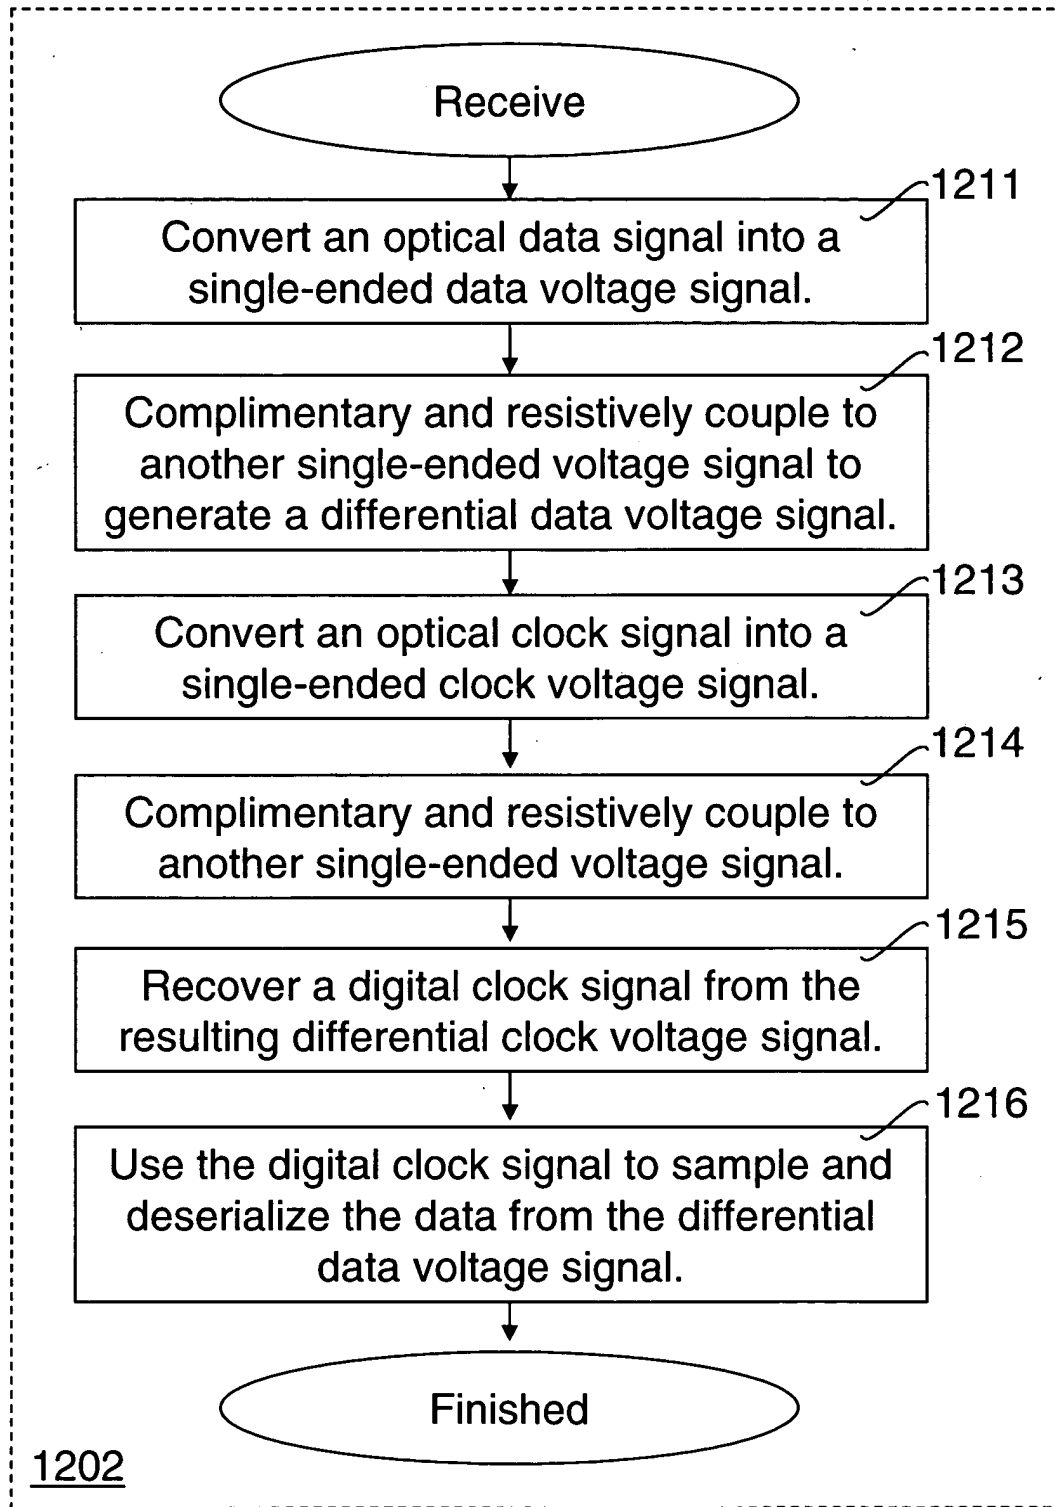 Receive
1211
Convert an optical data signal into a
single-ended data voltage signal.
1212
Complimentary and resistively couple to
another single-ended voltage signal to
generate a differential data voltage signal.
1213
Convert an optical clock signal into a
single-ended clock voltage signal.
1214
Complimentary and resistively couple to
another single-ended voltage signal.
1215
Recover a digital clock signal from the
resulting differential clock voltage signal.
1216
Use the digital clock signal to sample and
deserialize the data from the differential
data voltage signal.
Finished
1202